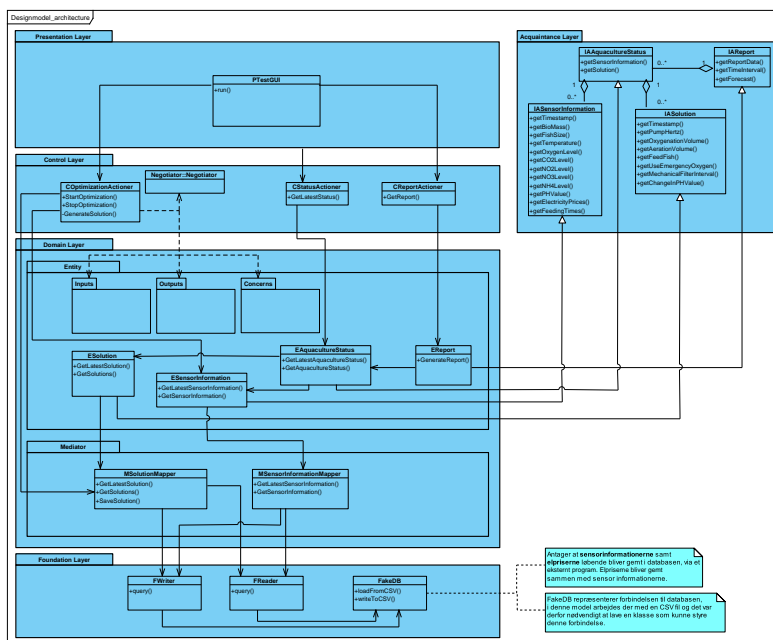 Designmodel_architecture
Presentation Layer
PTestGUI
+run()
Control Layer
COptimizationActioner
+StartOptimization()
+StopOptimization()
-GenerateSolution()
Negotiator::Negotiator
CStatusActioner
+GetLatestStatus()
CReportActioner
+GetReport()
Domain Layer
Entity
Inputs
Outputs
Concerns
ESolution
+GetLatestSolution()
+GetSolutions()
ESensorInformation
+GetLatestSensorInformation()
+GetSensorInformation()
EAquacultureStatus
+GetLatestAquacultureStatus()
+GetAquacultureStatus()
EReport
+GenerateReport()
Mediator
MSolutionMapper
+GetLatestSolution()
+GetSolutions()
+SaveSolution()
MSensorInformationMapper
+GetLatestSensorInformation()
+GetSensorInformation()
Foundation Layer
FWriter
+query()
FReader
+query()
FakeDB
+loadFromCSV()
+writeToCSV()
Acquaintance Layer
IAAquacultureStatus
+getSensorInformation()
+getSolution()
0..*
1
IAReport
+getReportData()
+getTimeInterval()
+getForecast()
1
0..*
1
0..*
IASensorInformation
+getTimestamp()
+getBioMass()
+getFishSize()
+getTemperature()
+getOxygenLevel()
+getCO2Level()
+getNO2Level()
+getNO3Level()
+getNH4Level()
+getPHValue()
+getElectricityPrices()
+getFeedingTimes()
IASolution
+getTimestamp()
+getPumpHertz()
+getOxygenationVolume()
+getAerationVolume()
+getFeedFish()
+getUseEmergencyOxygen()
+getMechanicalFilterInterval()
+getChangeInPHValue()
Antager at sensorinformationerne samt
elpriserne løbende bliver gemt i databasen, via et
eksternt program. Elpriserne bliver gemt
sammen med sensor informationerne.
FakeDB repræsenterer forbindelsen til databasen,
i denne model arbejdes der med en CSV fil og det var
derfor nødvendigt at lave en klasse som kunne styre
denne forbindelse.